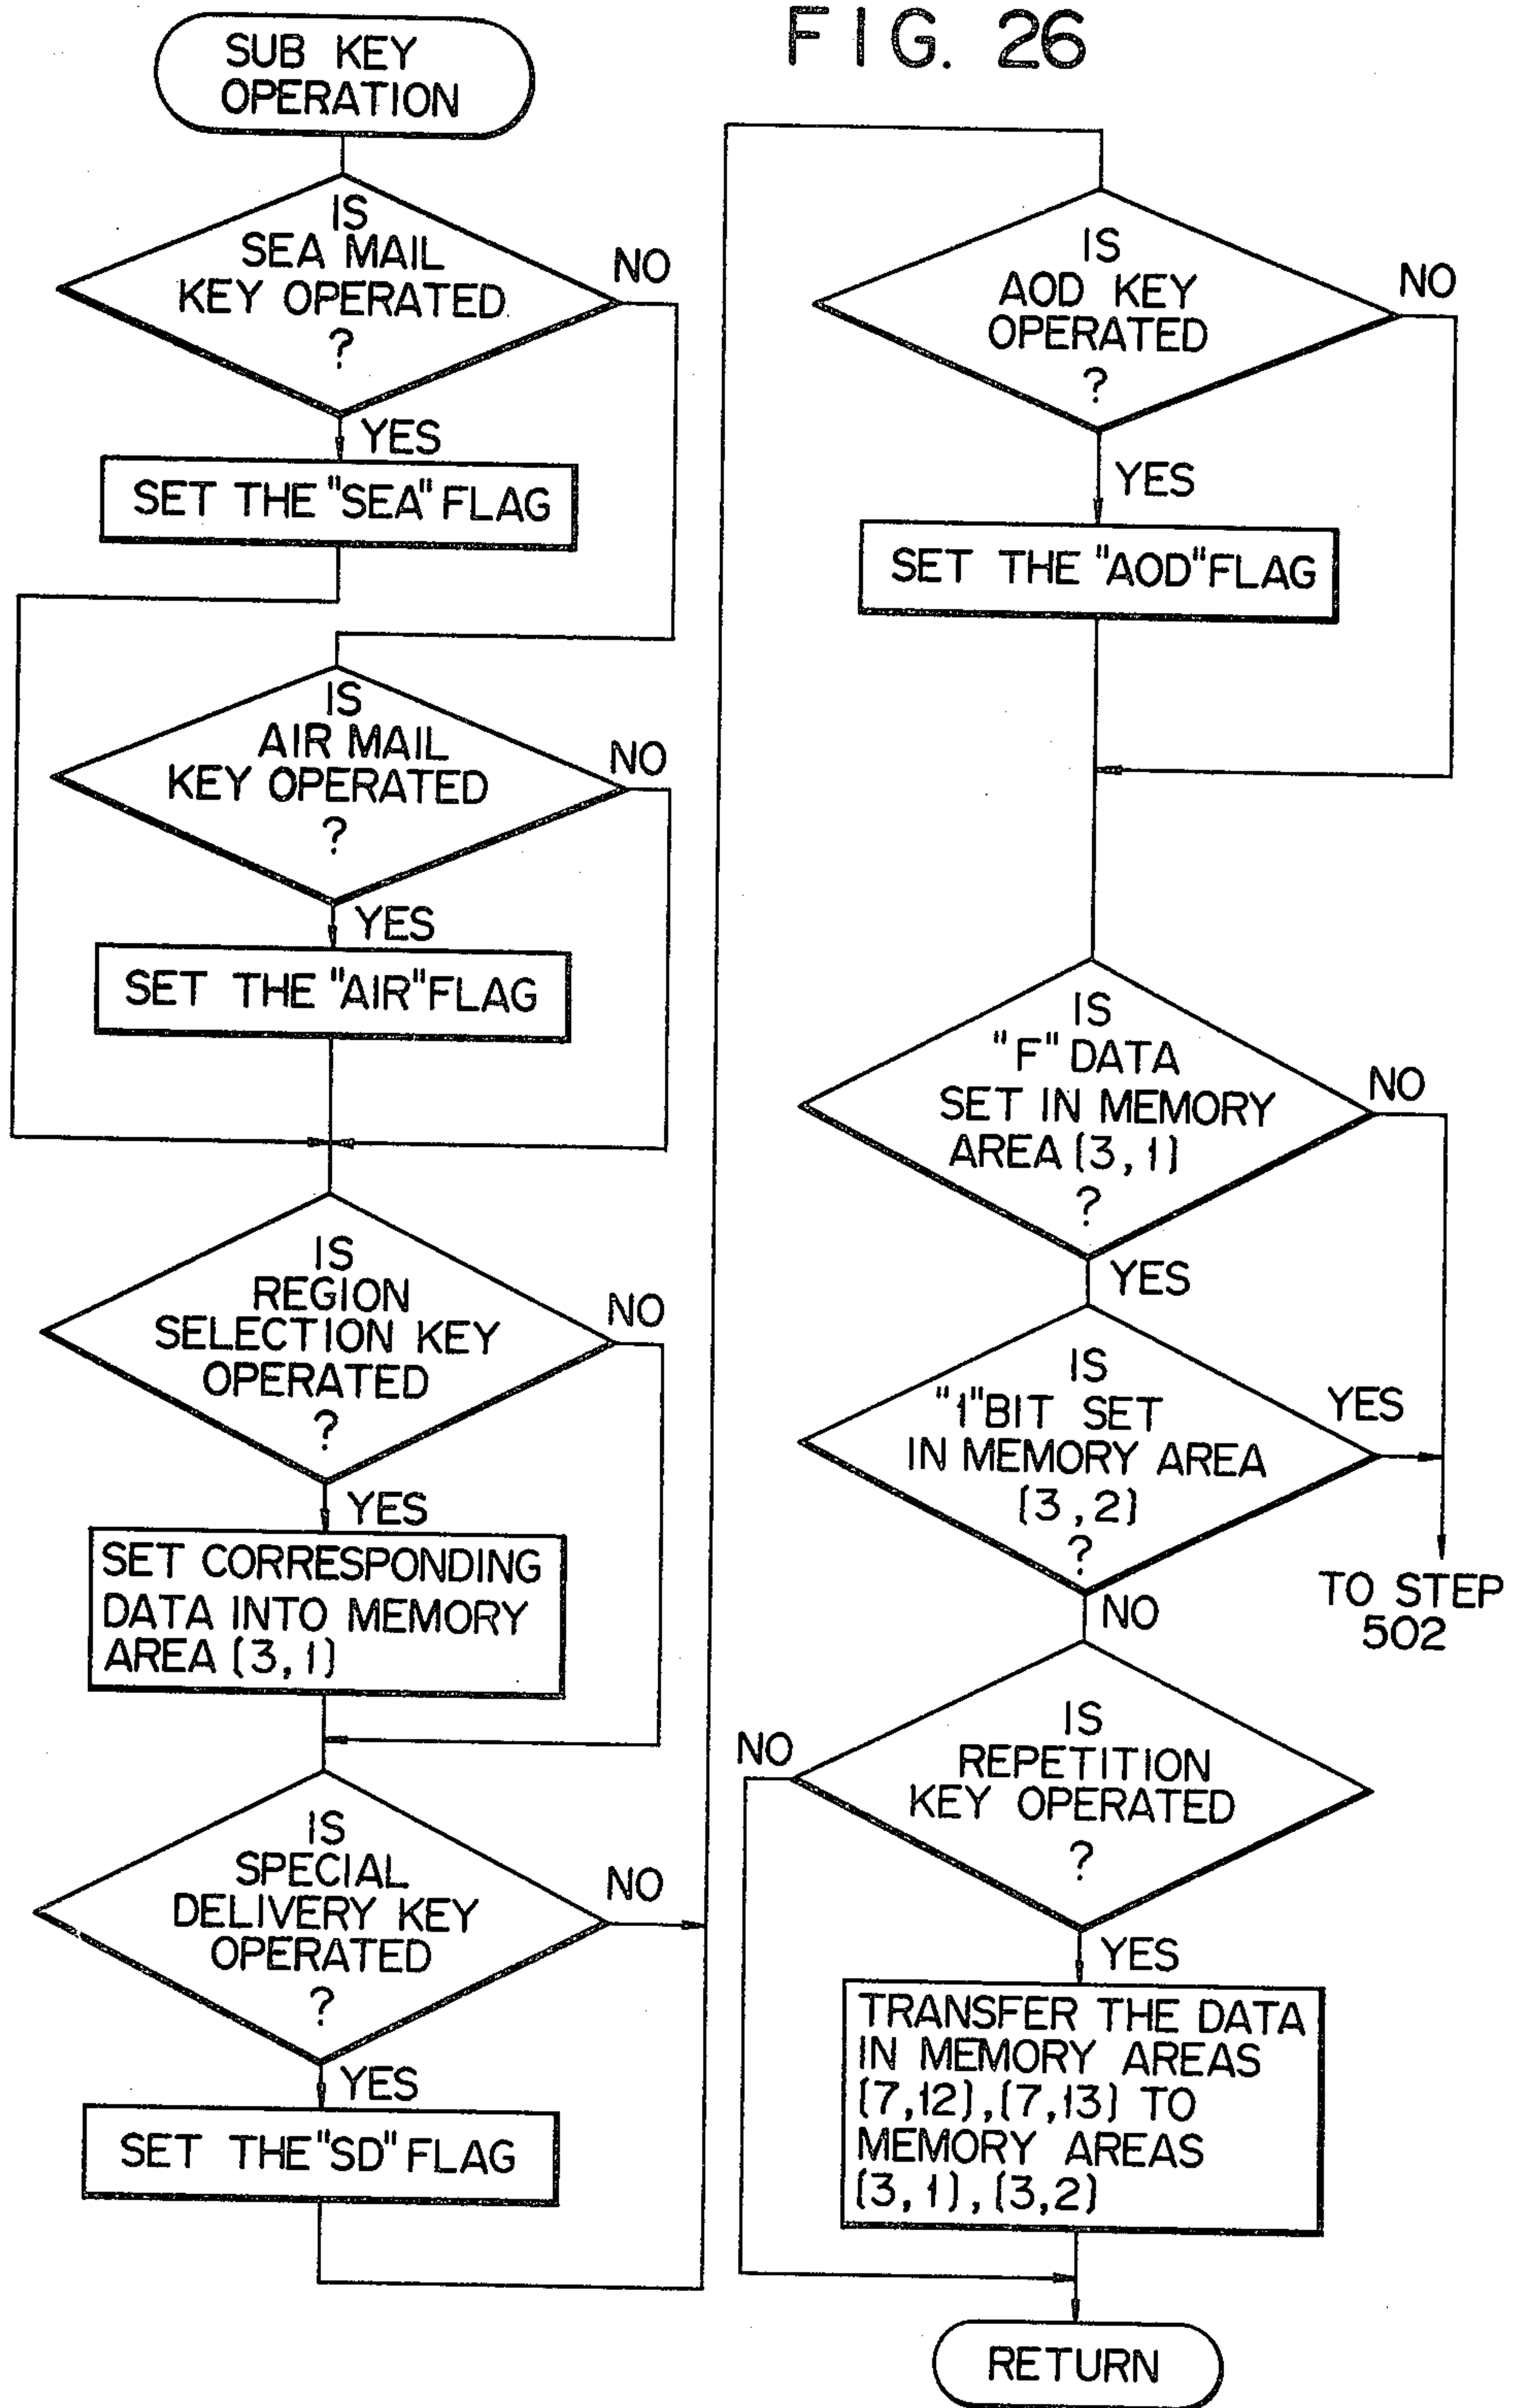 FIG. 26
SUB KEY
OPERATION
IS
SEA MAIL
KEY OPERATED
?
NO
YES
SET THE "SEA" FLAG
IS
AIR MAIL
KEY OPERATED
?
NO
YES
SET THE "AIR" FLAG
IS
REGION
SELECTION KEY
OPERATED
?
NO
YES
SET CORRESPONDING
DATA INTO MEMORY
AREA (3,1)
IS
SPECIAL
DELIVERY KEY
OPERATED
?
NO
YES
SET THE "SD" FLAG
IS
AOD KEY
OPERATED
?
NO
YES
SET THE "AOD" FLAG
IS
"F" DATA
SET IN MEMORY
AREA (3,1)
?
NO
YES
IS
"1" BIT SET
IN MEMORY AREA
(3,2)
?
YES
TO STEP
502
NO
IS
REPETITION
KEY OPERATED
?
NO
YES
TRANSFER THE DATA
IN MEMORY AREAS
(7,12),(7,13) TO
MEMORY AREAS
(3,1),(3,2)
RETURN